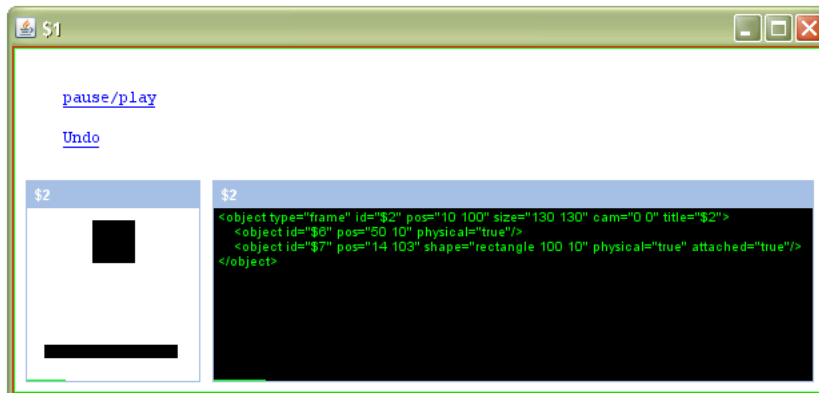 $1
pause/play
Undo
$2
$2
<object type="frame" id="$2" pos="10 100" size="130 130" cam="0 0" title="$2">
<object id="$6" pos="50 10" physical="true"/>
<object id="$7" pos="14 103" shape="rectangle 100 10" physical="true" attached="true"/>
</object>